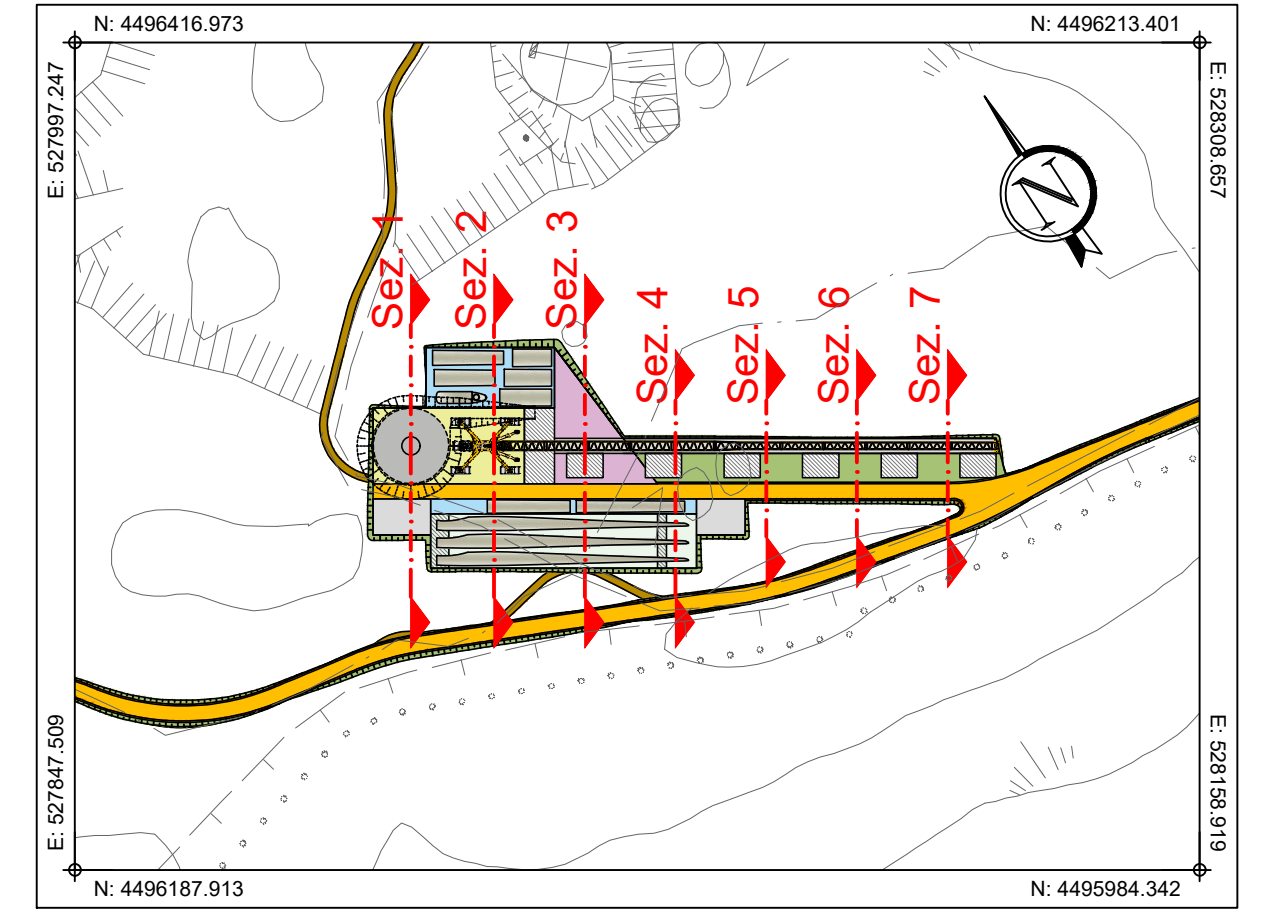 N: 4496416.973
N: 4496213.401
E: 527997.247
E: 528308.657
N
Sez. 1
Sez. 2
Sez. 3
Sez. 4
Sez. 5
Sez. 6
Sez. 7
E: 527847.509
E: 528158.919
N: 4496187.913
N: 4495984.342